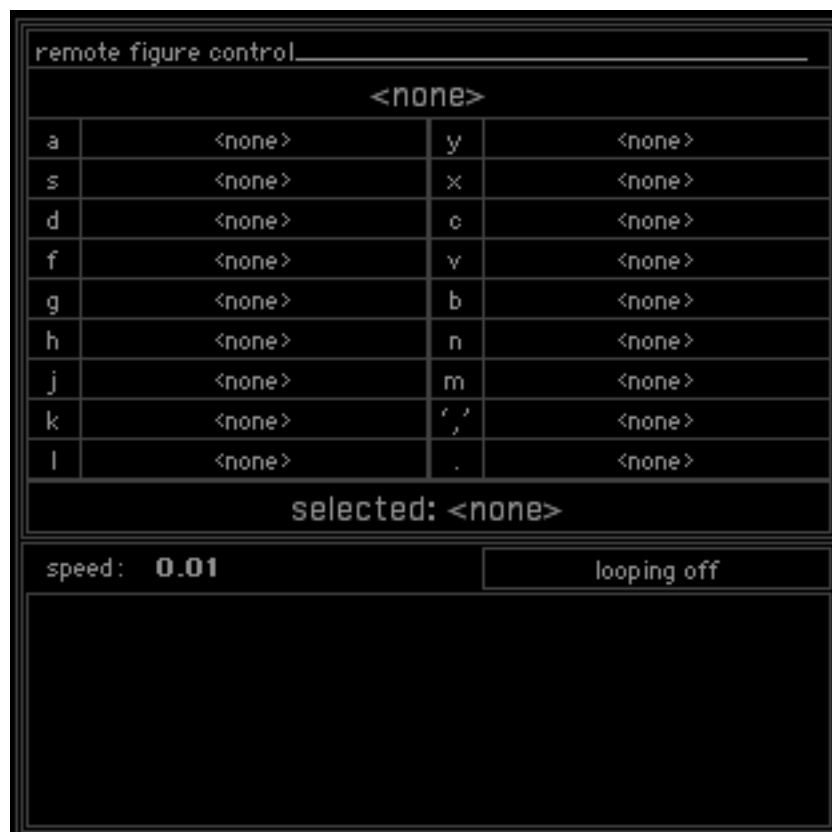 remote figure control
<none>
a <none> y <none>
s <none> x <none>
d <none> c <none>
f <none> v <none>
g <none> b <none>
h <none> n <none>
j <none> m <none>
k <none> ',' <none>
l <none> . <none>
selected: <none>
speed: 0.01 looping off